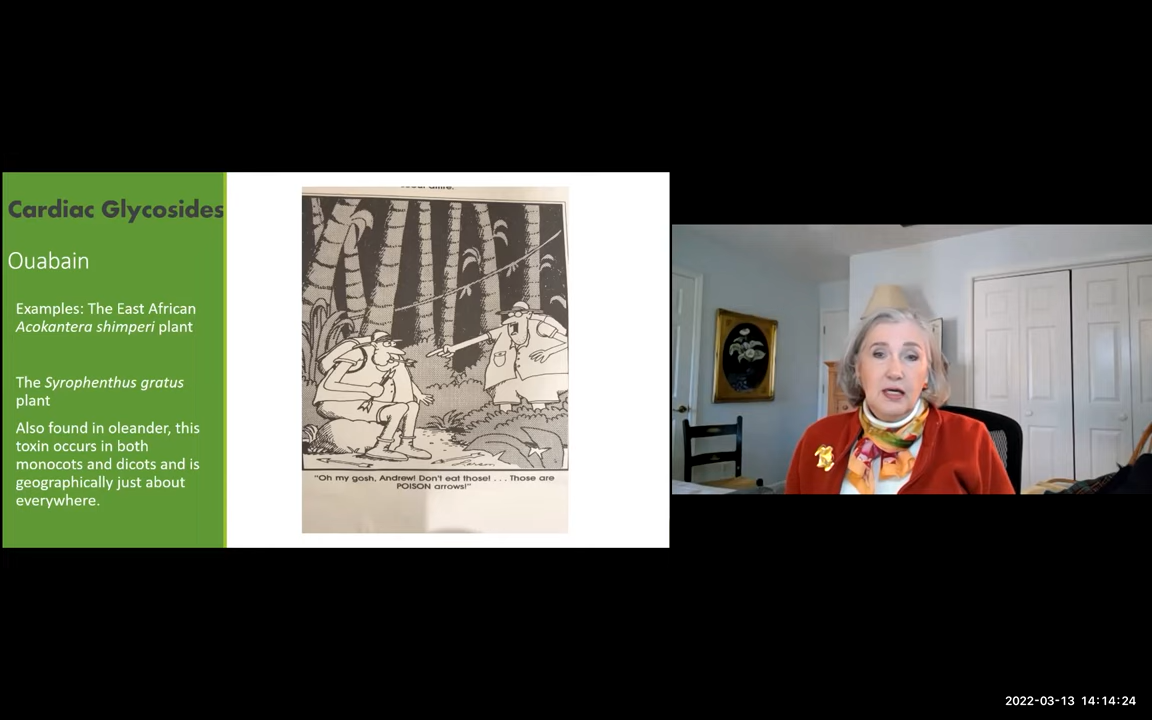 Cardiac Glycosides
Ouabain
Examples: The East African
Acokantera shimperi plant
The Syrophenthus gratus
plant
Also found in oleander, this
toxin occurs in both
monocots and dicots and is
geographically just about
everywhere.
"Oh my gosh, Andrew! Don't eat those! . . . Those are
POISON arrows!"
Larson
2022-03-13 14:14:24